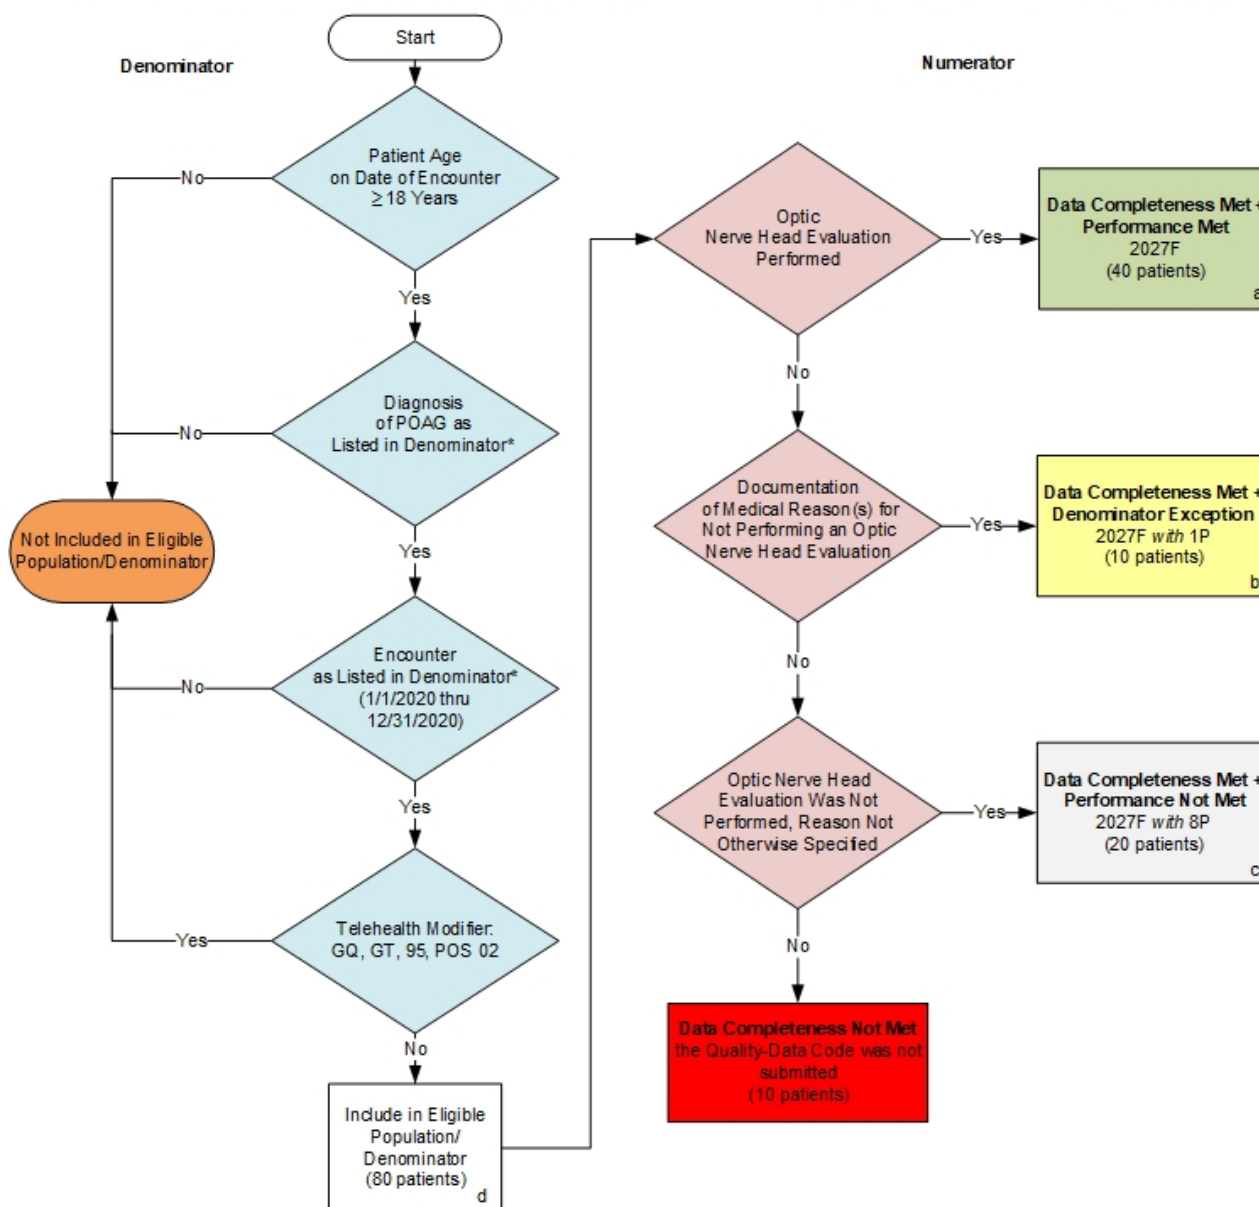 Start
Denominator
Numerator
Patient Age
on Date of Encounter
≥ 18 Years
No
Yes
Diagnosis
of POAG as
Listed in Denominator*
No
Yes
Not Included in Eligible
Population/Denominator
Encounter
as Listed in Denominator*
(1/1/2020 thru
12/31/2020)
No
Yes
Telehealth Modifier:
GQ, GT, 95, POS 02
Yes
No
Include in Eligible
Population/
Denominator
(80 patients)
d
Optic
Nerve Head Evaluation
Performed
Yes
No
Data Completeness Met +
Performance Met
2027F
(40 patients)
a
Documentation
of Medical Reason(s) for
Not Performing an Optic
Nerve Head Evaluation
Yes
No
Data Completeness Met +
Denominator Exception
2027F with 1P
(10 patients)
b
Optic Nerve Head
Evaluation Was Not
Performed, Reason Not
Otherwise Specified
Yes
No
Data Completeness Met +
Performance Not Met
2027F with 8P
(20 patients)
c
Data Completeness Not Met
the Quality-Data Code was not
submitted
(10 patients)